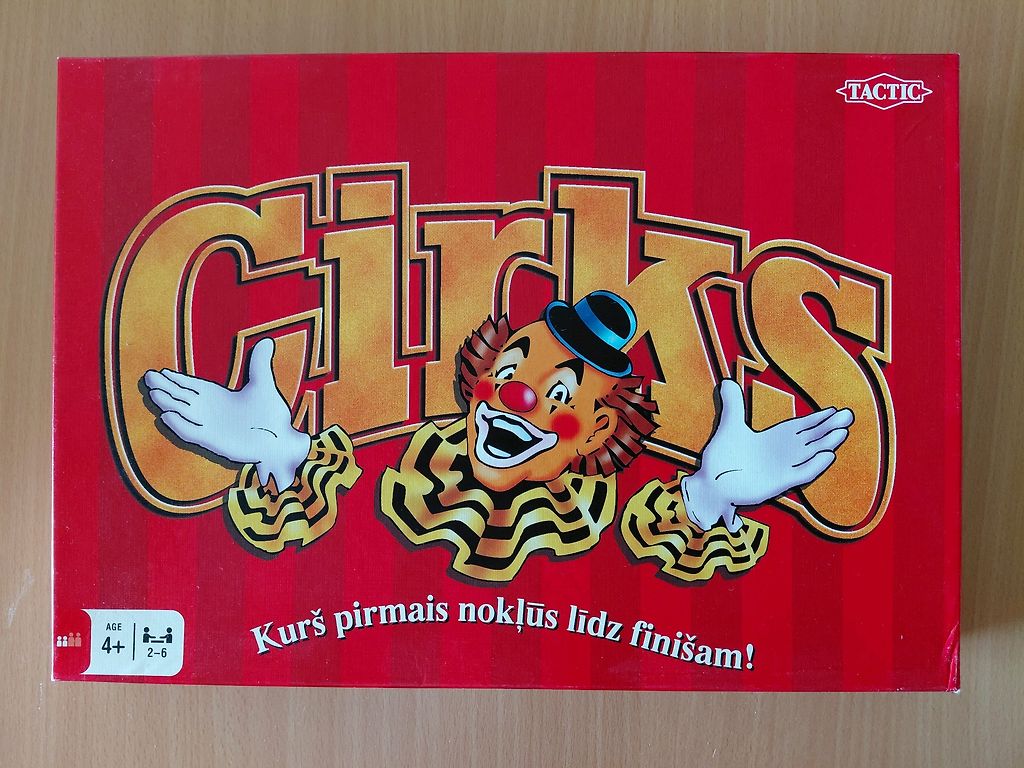 TACTIC
Cirks
Kurš pirmais nokļūs līdz finišam!
AGE
4+
2–6